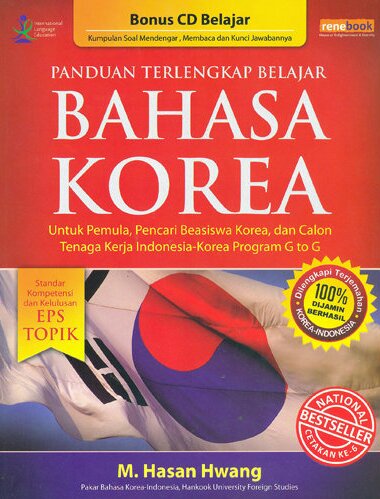 Bonus CD Belajar
Kumpulan Soal Mendengar, Membaca dan Kunci Jawabannya
International
Language
Education
renebook
PANDUAN TERLENGKAP BELAJAR
BAHASA
KOREA
Untuk Pemula, Pencari Beasiswa Korea, dan Calon
Tenaga Kerja Indonesia-Korea Program G to G
Standar
Kompetensi
dan Kelulusan
EPS
TOPIK
Dilengkapi Terjemahan
100%
DIJAMIN
BERHASIL
KOREA-INDONESIA
NATIONAL
BESTSELLER
CETAKAN KE-6
M. Hasan Hwang
Pakar Bahasa Korea-Indonesia, Hankook University Foreign Studies